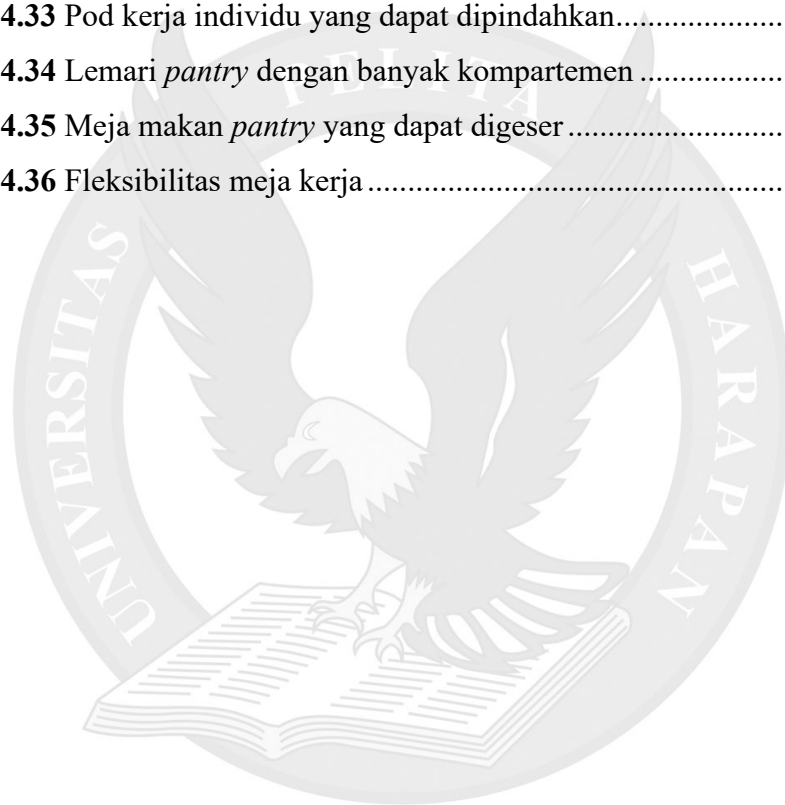 4.33 Pod kerja individu yang dapat dipindahkan.....................
4.34 Lemari pantry dengan banyak kompartemen ..................
4.35 Meja makan pantry yang dapat digeser ...........................
4.36 Fleksibilitas meja kerja ....................................................
UNIVERSITAS PELITA HARAPAN